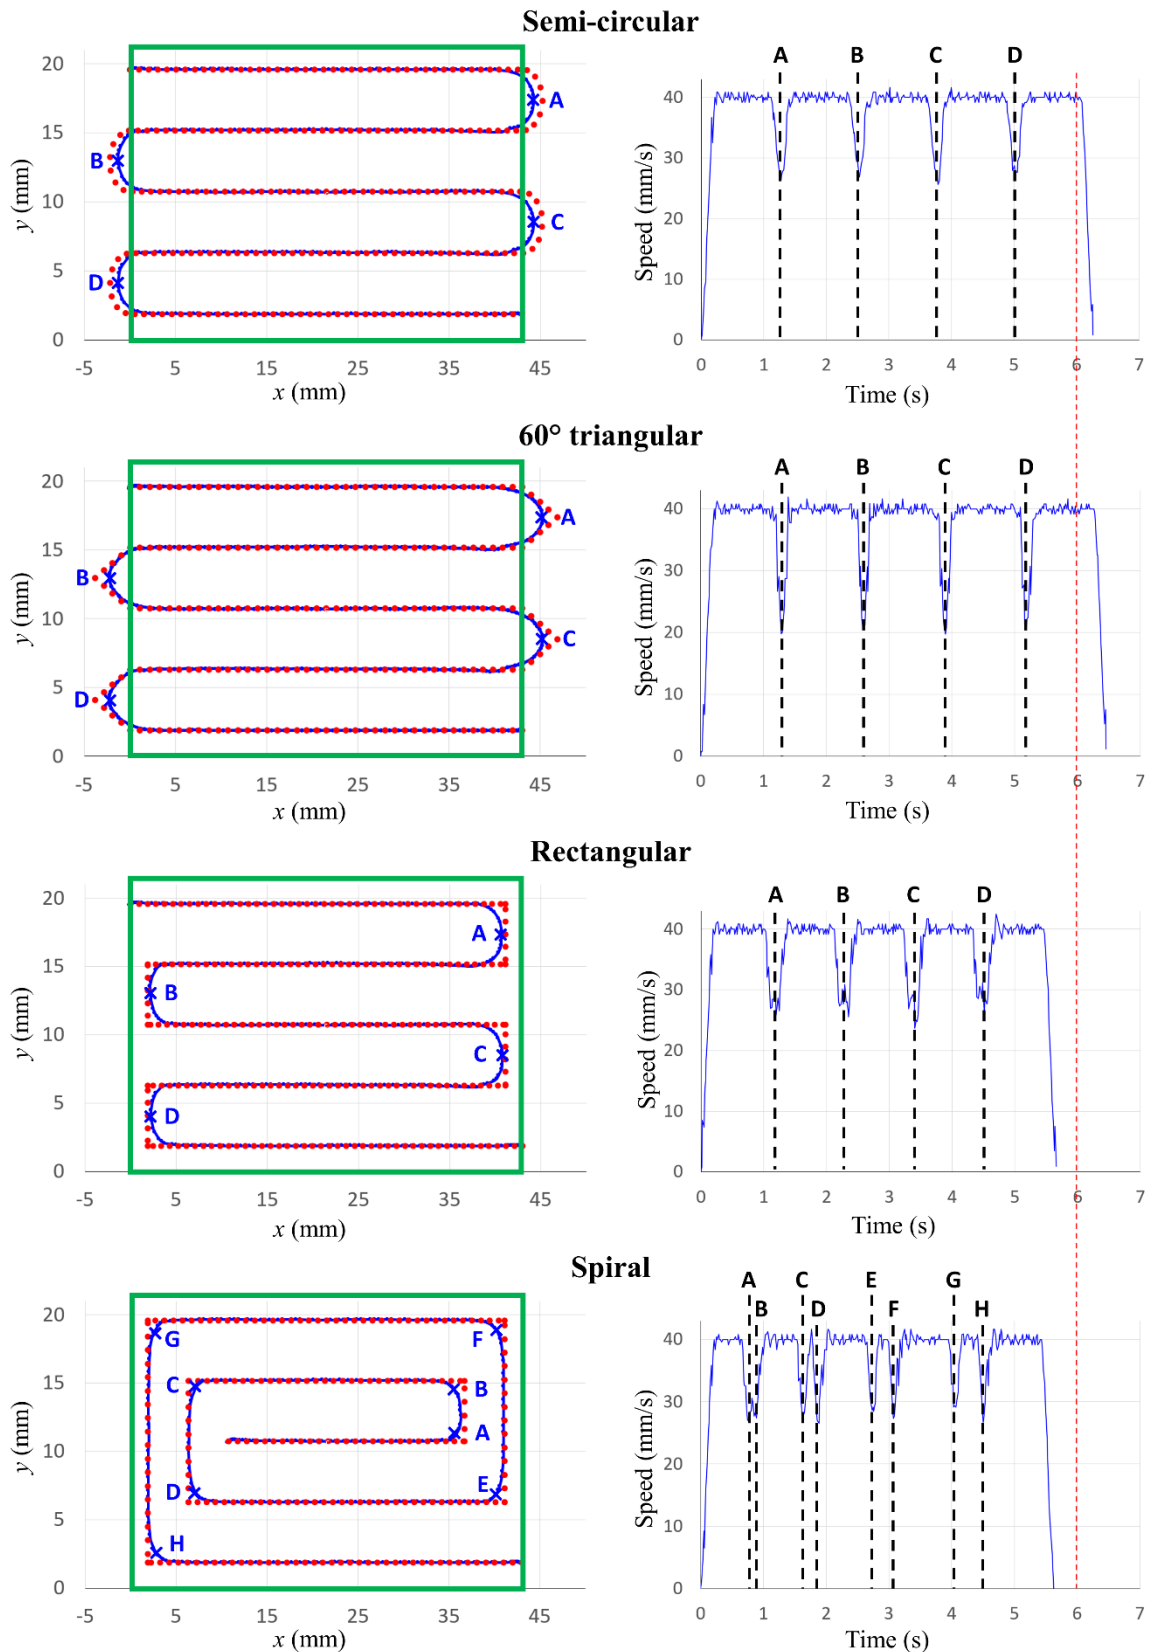 Semi-circular
20
15
10
5
0
y (mm)
-5 5 15 25 35 45
x (mm)
A
B
C
D
A B C D
40
30
20
10
0
Speed (mm/s)
0 1 2 3 4 5 6 7
Time (s)
60° triangular
20
15
10
5
0
y (mm)
-5 5 15 25 35 45
x (mm)
A
B
C
D
A B C D
40
30
20
10
0
Speed (mm/s)
0 1 2 3 4 5 6 7
Time (s)
Rectangular
20
15
10
5
0
y (mm)
-5 5 15 25 35 45
x (mm)
A
B
C
D
A B C D
40
30
20
10
0
Speed (mm/s)
0 1 2 3 4 5 6 7
Time (s)
Spiral
20
15
10
5
0
y (mm)
-5 5 15 25 35 45
x (mm)
G F
C B
A
D E
H
A C E G
B D F H
40
30
20
10
0
Speed (mm/s)
0 1 2 3 4 5 6 7
Time (s)